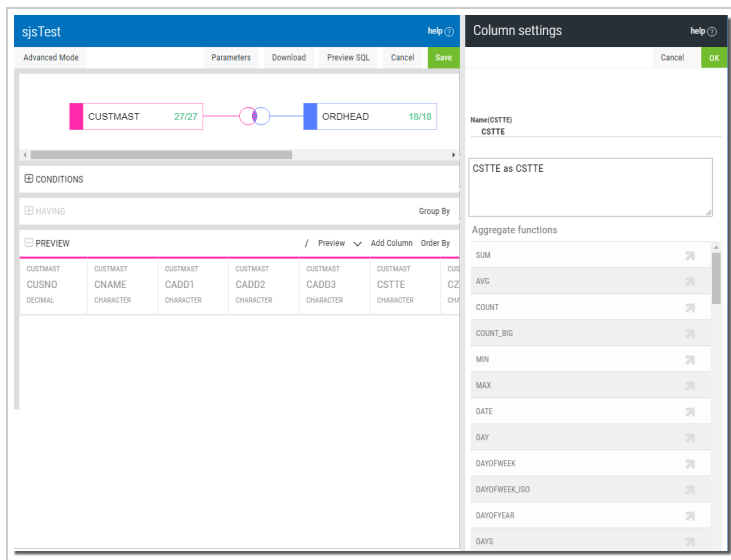 sjsTest
help ?
Advanced Mode
Parameters
Download
Preview SQL
Cancel
Save
CUSTMAST 27/27
ORDHEAD 18/18
CONDITIONS
HAVING
Group By
PREVIEW
/ Preview
Add Column
Order By
CUSTMAST CUSTMAST CUSTMAST CUSTMAST CUSTMAST CUSTMAST CUS
CUSNO CNAME CADD1 CADD2 CADD3 CSTTE CZ
DECIMAL CHARACTER CHARACTER CHARACTER CHARACTER CHARACTER CHA
Column settings
help ?
Cancel
OK
Name(CSTTE)
CSTTE
CSTTE as CSTTE
Aggregate functions
SUM
AVG
COUNT
COUNT_BIG
MIN
MAX
DATE
DAY
DAYOFWEEK
DAYOFWEEK_ISO
DAYOFYEAR
DAYS